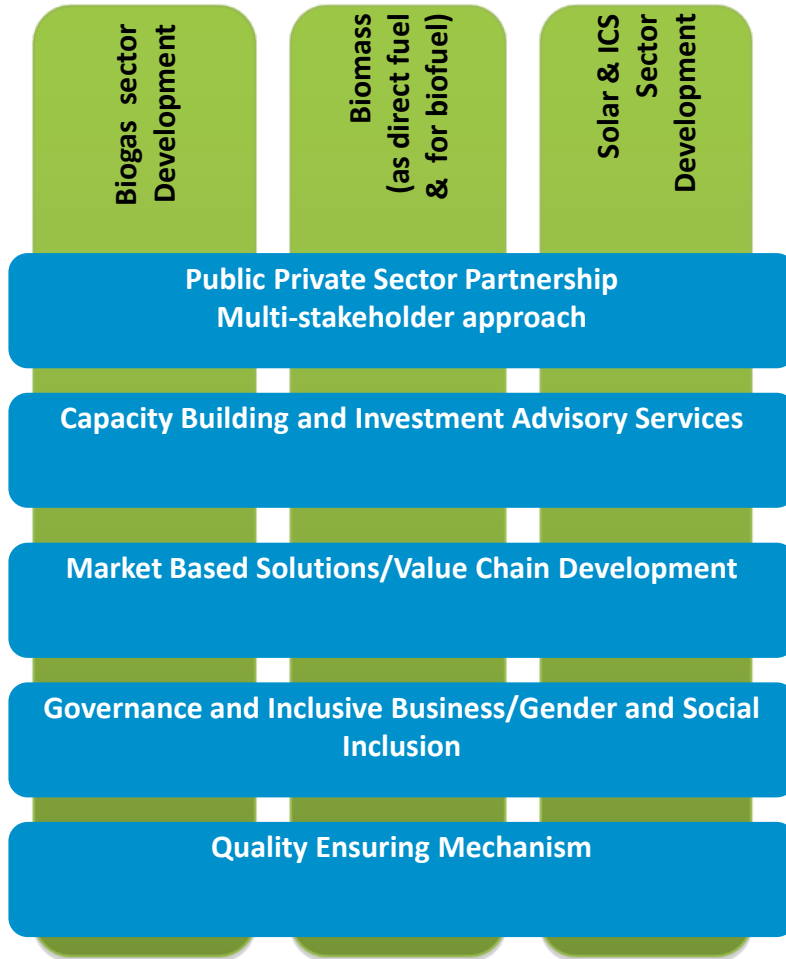 Biogas sector
Development
Biomass
(as direct fuel
& for biofuel)
Solar & ICS
Sector
Development
Public Private Sector Partnership
Multi-stakeholder approach
Capacity Building and Investment Advisory Services
Market Based Solutions/Value Chain Development
Governance and Inclusive Business/Gender and Social
Inclusion
Quality Ensuring Mechanism